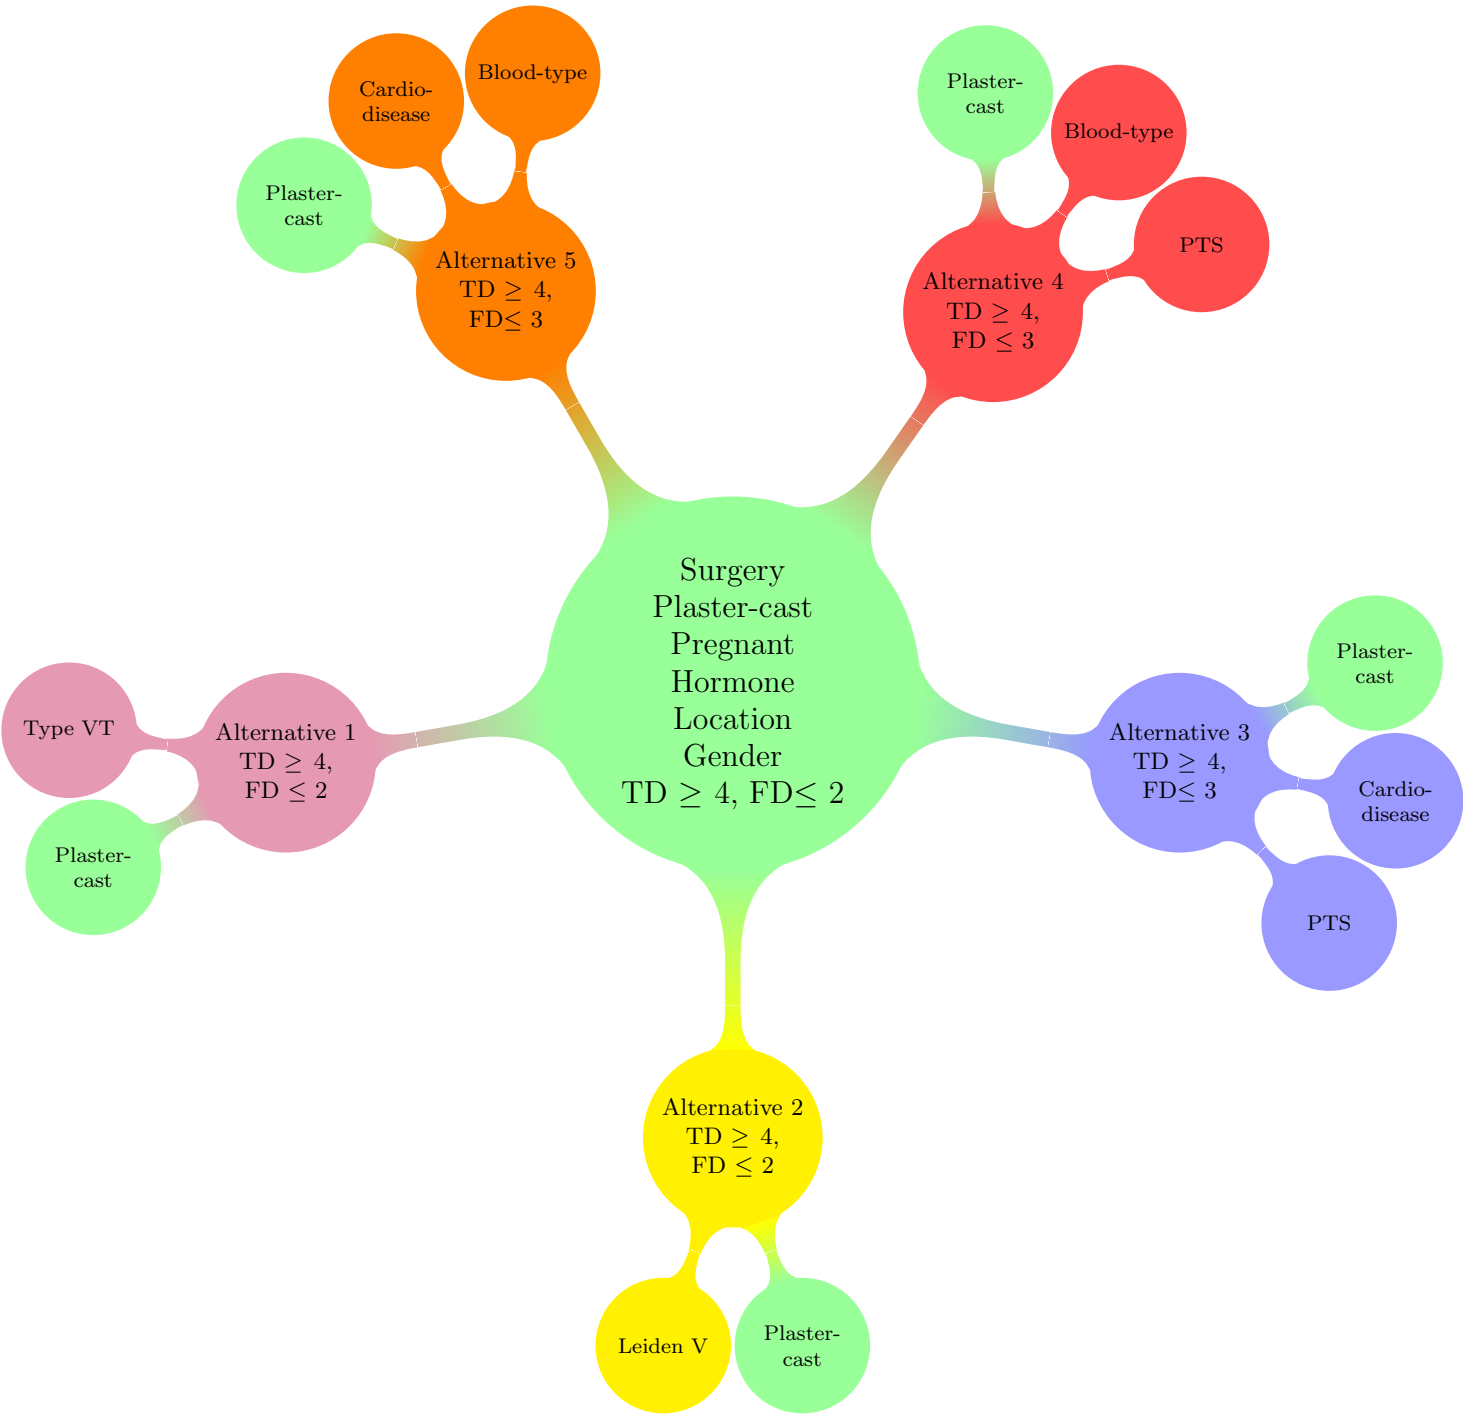 Blood-type
Cardio-
disease
Plaster-
cast
Alternative 5
TD ≥ 4,
FD≤ 3
Plaster-
cast
Blood-type
PTS
Alternative 4
TD ≥ 4,
FD ≤ 3
Surgery
Plaster-cast
Pregnant
Hormone
Location
Gender
TD ≥ 4, FD≤ 2
Type VT
Alternative 1
TD ≥ 4,
FD ≤ 2
Plaster-
cast
Plaster-
cast
Alternative 3
TD ≥ 4,
FD≤ 3
Cardio-
disease
PTS
Alternative 2
TD ≥ 4,
FD ≤ 2
Leiden V
Plaster-
cast